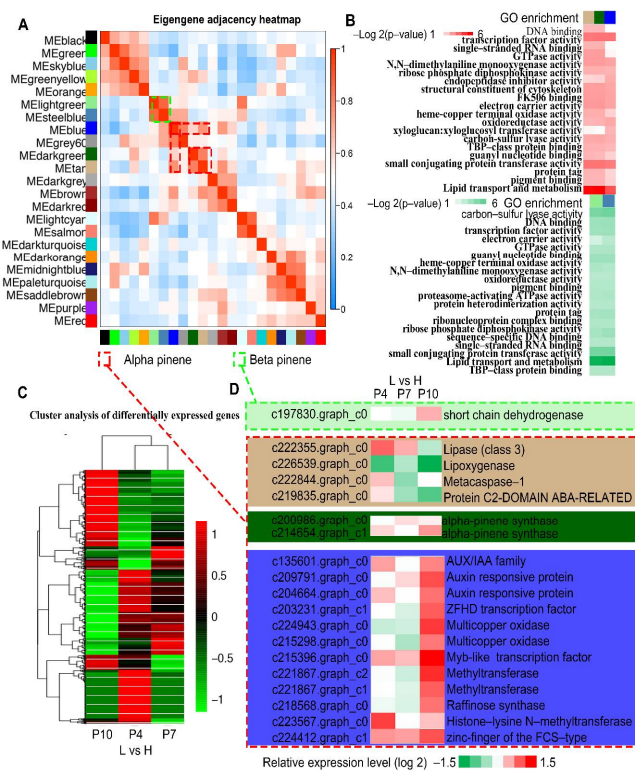 A
Eigengene adjacency heatmap
MEblack
MEgreen
MEskyblue
MEgreenyellow
MEorange
MElightgreen
MEsteelblue
MEblue
MEgrey60
MEdarkgreen
MEtar
MEdarkgrey
MEbrown
MEdarkred
MElightcyar
MEsalmor
MEdarkturquoise
MEdarkorange
MEmidnightblue
MEpaleturquoise
MEsaddlebrown
MEpurple
MErec
1
0.8
0.6
0.4
0.2
0
Alpha pinene
Beta pinene
B
GO enrichment
−Log 2(p−value) 1 6
DNA binding
transcription factor activity
single−stranded RNA binding
GTPase activity
N,N−dimethylaniline monooxygenase activity
ribose phosphate diphosphokinase activity
endopeptidase inhibitor activity
structural constituent of cytoskeleton
FK506 binding
electron carrier activity
heme−copper terminal oxidase activity
oxidoreductase activity
xyloglucan:xyloglucosyl transferase activity
carbon−sulfur lyase activity
TBP−class protein binding
guanyl nucleotide binding
small conjugating protein transferase activity
protein tag
pigment binding
Lipid transport and metabolism
−Log 2(pvalue) 1 6 GO enrichment
carbon−sulfur lyase activity
DNA binding
transcription factor activity
electron carrier activity
GTPase activity
guanyl nucleotide binding
heme−copper terminal oxidase activity
N,N−dimethylaniline monooxygenase activity
oxidoreductase activity
pigment binding
proteasome−activating ATPase activity
protein heterodimerization activity
protein tag
ribonucleoprotein complex binding
ribose phosphate diphosphokinase activity
sequence−specific DNA binding
single−stranded RNA binding
small conjugating protein transferase activity
Lipid transport and metabolism
TBP−class protein binding
C
Cluster analysis of differentially expressed genes
1
0.5
0
−0.5
−1
P10 P4 P7
L vs H
D
L vs H
P4 P7 P10
c197830.graph_c0 short chain dehydrogenase
c222355.graph_c0 Lipase (class 3)
c226539.graph_c0 Lipoxygenase
c222844.graph_c0 Metacaspase−1
c219835.graph_c0 Protein C2-DOMAIN ABA-RELATED
c200986.graph_c0 alpha-pinene synthase
c214654.graph_c1 alpha-pinene synthase
c135601.graph_c0 AUX/IAA family
c209791.graph_c0 Auxin responsive protein
c204664.graph_c0 Auxin responsive protein
c203231.graph_c1 ZFHD transcription factor
c224943.graph_c0 Multicopper oxidase
c215298.graph_c0 Multicopper oxidase
c215396.graph_c0 Myb−like transcription factor
c221867.graph_c2 Methyltransferase
c221867.graph_c1 Methyltransferase
c218568.graph_c0 Raffinose synthase
c223567.graph_c0 Histone−lysine N−methyltransferase
c224412.graph_c1 zinc-finger of the FCS−type
Relative expression level (log 2) −1.5 1.5